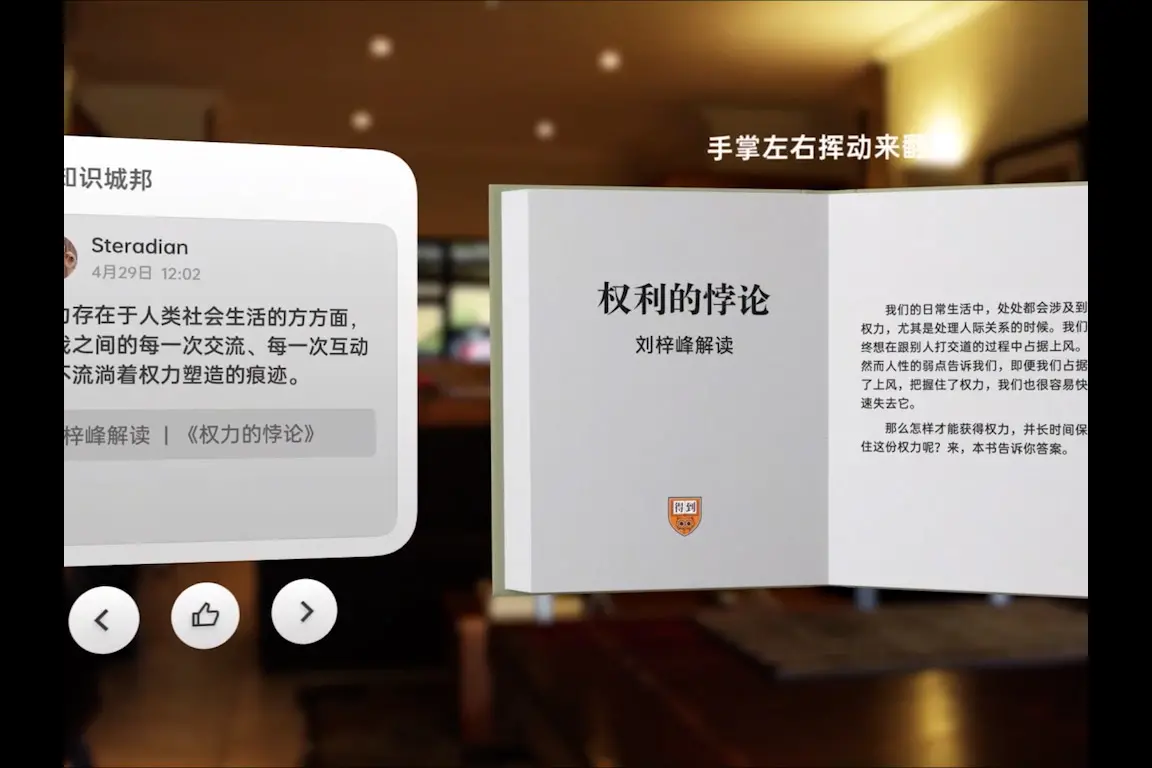 识城邦
Steradian
4月29日 12:02
存在于人类社会生活的方方面，
之间的每一次交流、每一次互动
流淌着权力塑造的痕迹。
梓峰解读 | 《权力的悖论》
手掌左右挥动来
权利的悖论
刘梓峰解读
得到
我们的日常生活中，处处都会涉及到
权力，尤其是处理人际关系的时候。我们
终想在跟别人打交道的过程中占据上风。
然而人性的弱点告诉我们，即便我们占据
了上风，把握住了权力，我们也很容易快
速失去它。
那么怎样才能获得权力，并长时间保
住这份权力呢？来，本书告诉你答案。